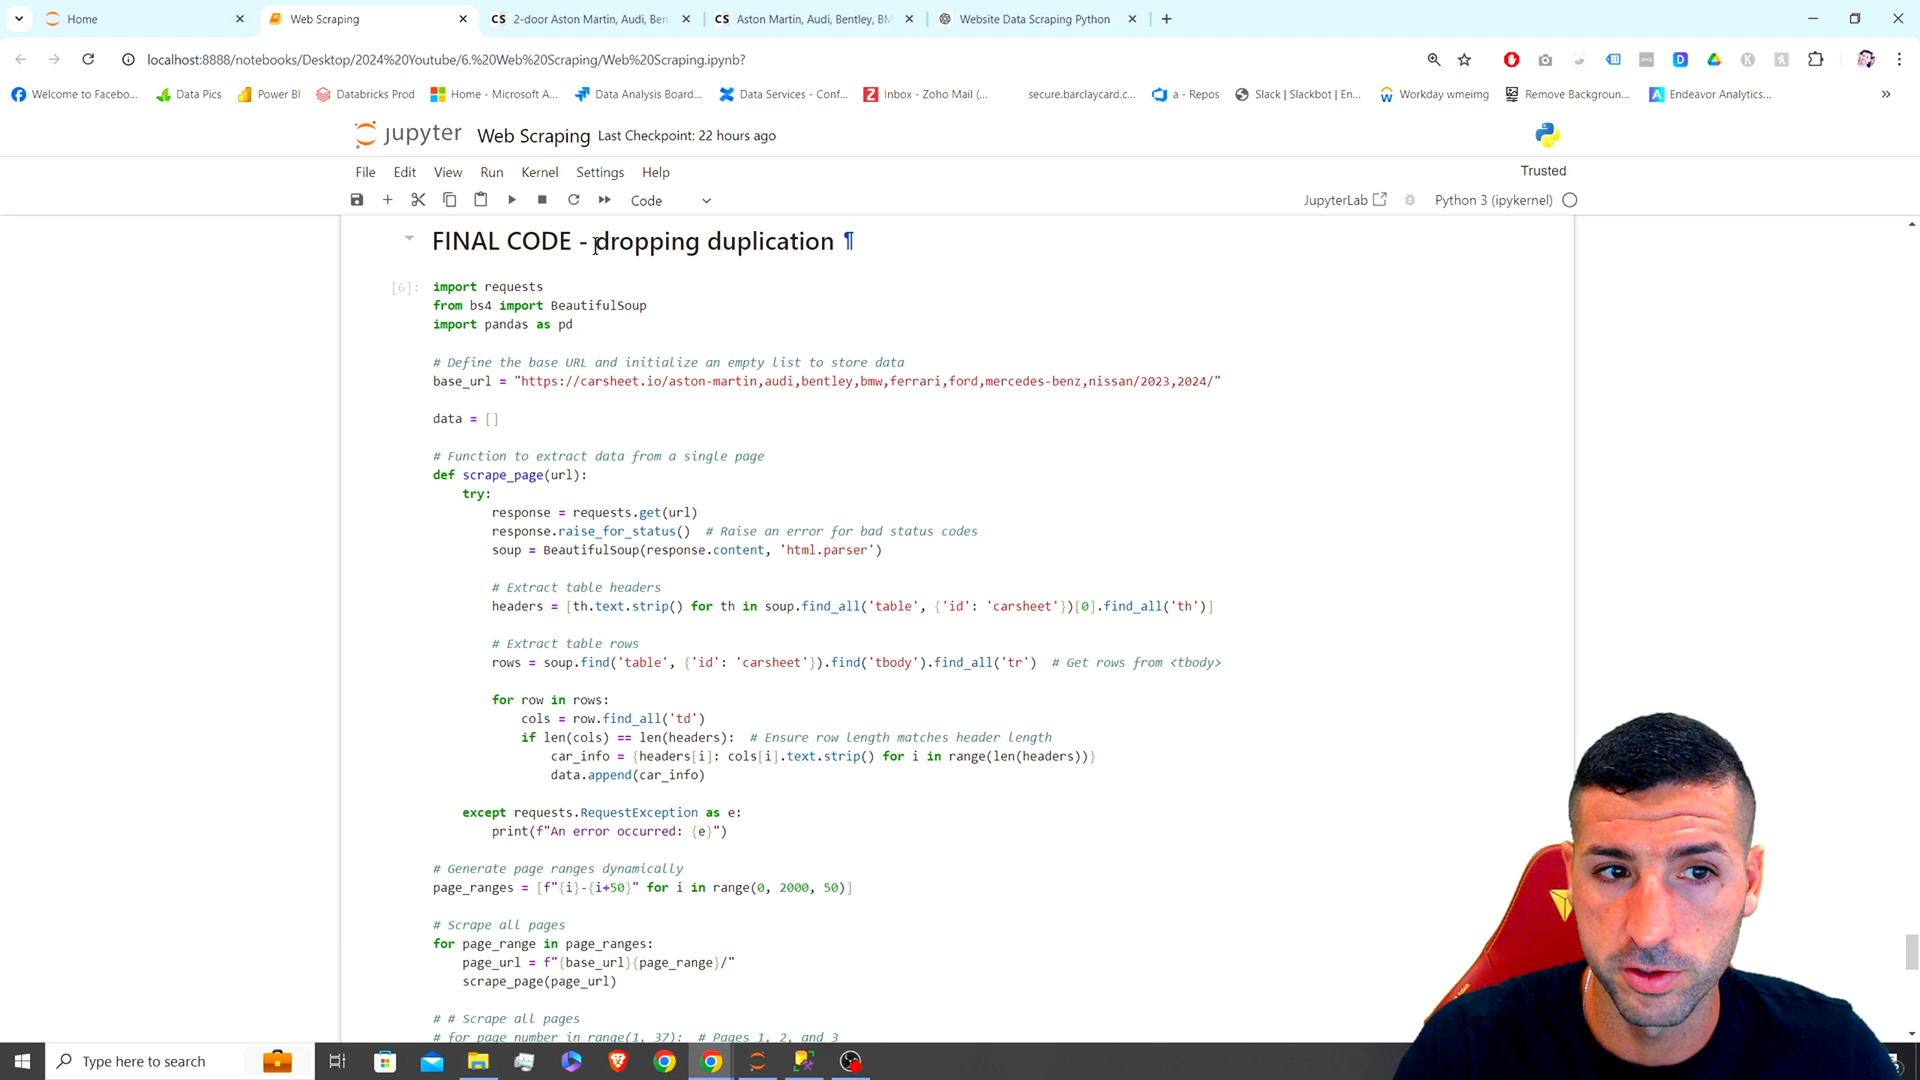 Home
Web Scraping
CS 2-door Aston Martin, Audi, Ben
CS Aston Martin, Audi, Bentley, BM
Website Data Scraping Python
localhost:8888/notebooks/Desktop/2024%20Youtube/6.%20Web%20Scraping/Web%20Scraping.ipynb?
Welcome to Facebo...
Data Pics
Power BI
Databricks Prod
Home - Microsoft A...
Data Analysis Board...
Data Services - Conf...
Inbox - Zoho Mail (...
secure.barclaycard.c...
a - Repos
Slack | Slackbot | En...
Workday wmeimg
Remove Backgroun...
Endeavor Analytics...
jupyter Web Scraping Last Checkpoint: 22 hours ago
File Edit View Run Kernel Settings Help
Trusted
Code
JupyterLab
Python 3 (ipykernel)
FINAL CODE - dropping duplication ¶
[6]:
import requests
from bs4 import BeautifulSoup
import pandas as pd
# Define the base URL and initialize an empty list to store data
base_url = "https://carsheet.io/aston-martin,audi,bentley,bmw,ferrari,ford,mercedes-benz,nissan/2023,2024/"
data = []
# Function to extract data from a single page
def scrape_page(url):
try:
response = requests.get(url)
response.raise_for_status()  # Raise an error for bad status codes
soup = BeautifulSoup(response.content, 'html.parser')
# Extract table headers
headers = [th.text.strip() for th in soup.find_all('table', {'id': 'carsheet'})[0].find_all('th')]
# Extract table rows
rows = soup.find('table', {'id': 'carsheet'}).find('tbody').find_all('tr')  # Get rows from <tbody>
for row in rows:
cols = row.find_all('td')
if len(cols) == len(headers):  # Ensure row length matches header length
car_info = {headers[i]: cols[i].text.strip() for i in range(len(headers))}
data.append(car_info)
except requests.RequestException as e:
print(f"An error occurred: {e}")
# Generate page ranges dynamically
page_ranges = [f"{i}-{i+50}" for i in range(0, 2000, 50)]
# Scrape all pages
for page_range in page_ranges:
page_url = f"{base_url}{page_range}/"
scrape_page(page_url)
# # Scrape all pages
# for page_number in range(1, 37):  # Pages 1, 2, and 3
Type here to search